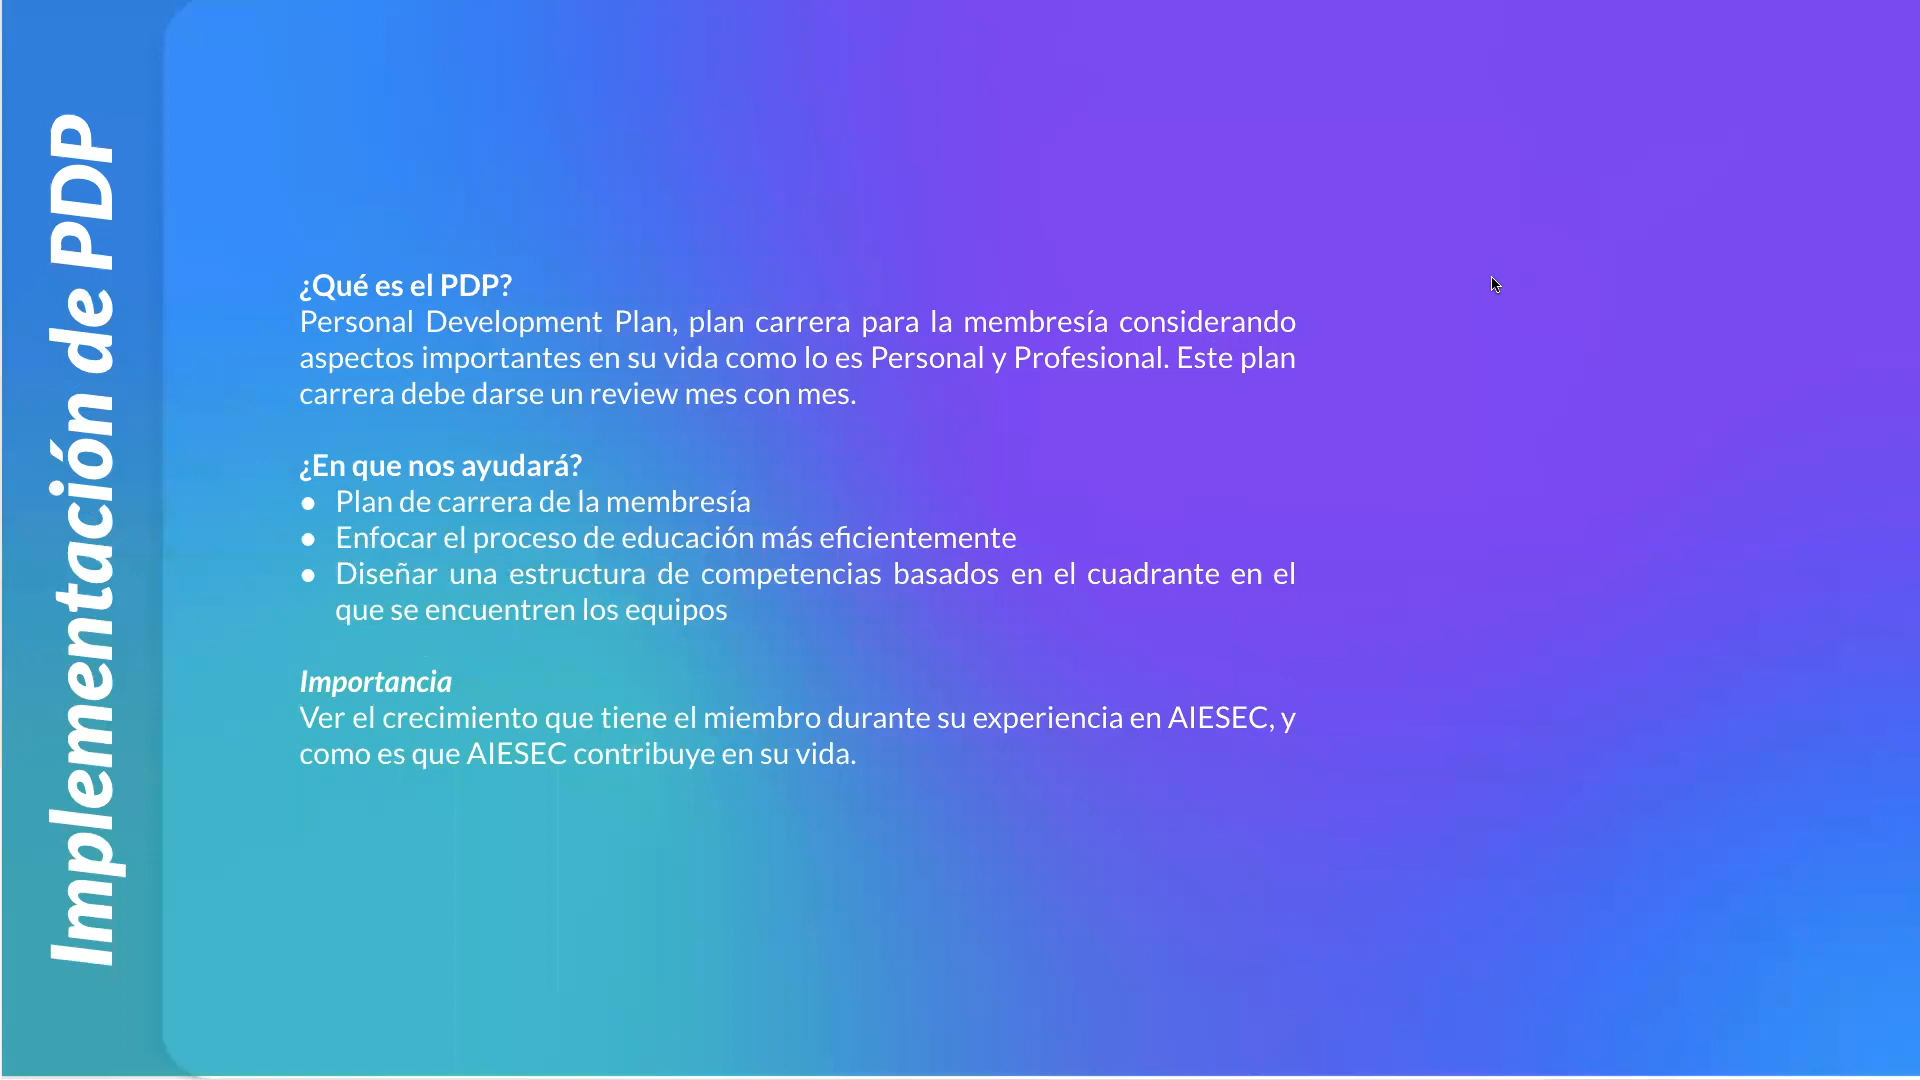 Implementación de PDP
¿Qué es el PDP?
Personal Development Plan, plan carrera para la membresía considerando
aspectos importantes en su vida como lo es Personal y Profesional. Este plan
carrera debe darse un review mes con mes.
¿En que nos ayudará?
● Plan de carrera de la membresía
● Enfocar el proceso de educación más eficientemente
● Diseñar una estructura de competencias basados en el cuadrante en el
que se encuentren los equipos
Importancia
Ver el crecimiento que tiene el miembro durante su experiencia en AIESEC, y
como es que AIESEC contribuye en su vida.